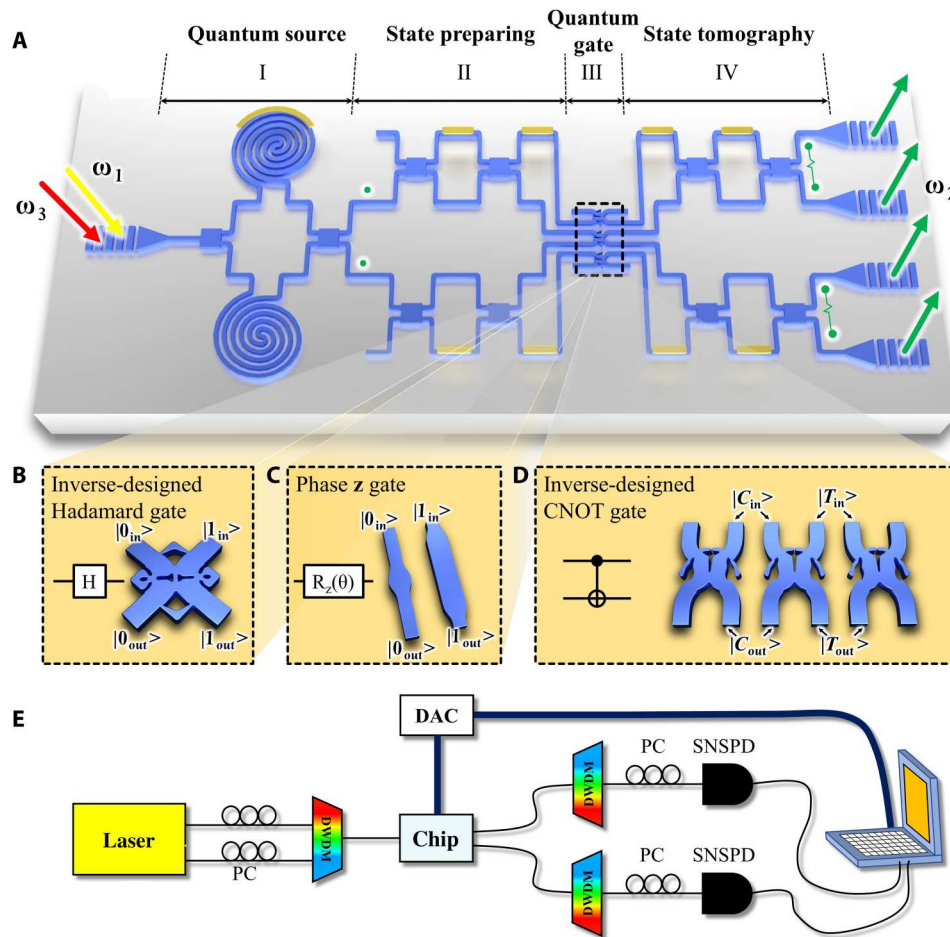 A
Quantum source
State preparing
Quantum
gate
State tomography
I
II
III
IV
ω1
ω3
ω2
B
Inverse-designed
Hadamard gate
|0in>
|1in>
H
|0out>
|1out>
C
Phase z gate
|0in>
|1in>
Rz(θ)
|0out>
|1out>
D
Inverse-designed
CNOT gate
|Cin>
|Tin>
|Cout>
|Tout>
E
DAC
Laser
PC
DWDM
Chip
DWDM
PC
SNSPD
DWDM
PC
SNSPD